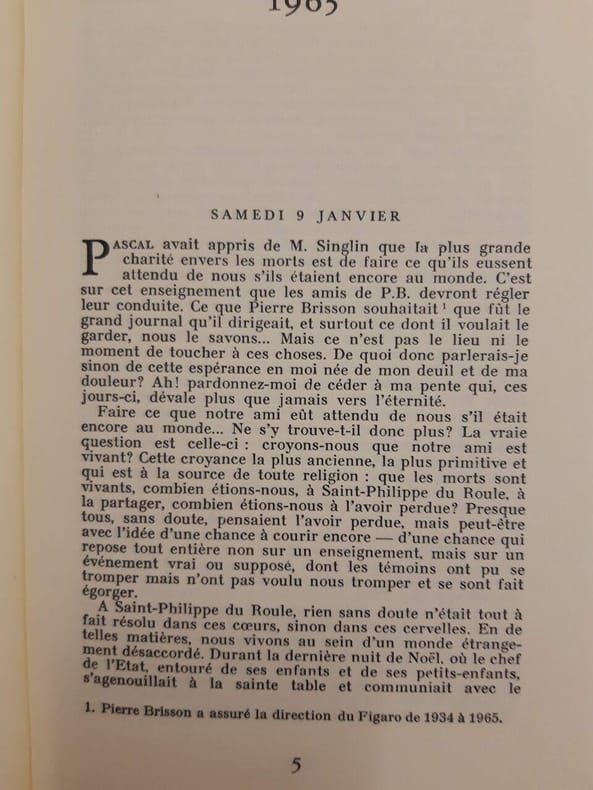 1965
SAMEDI 9 JANVIER
PASCAL avait appris de M. Singlin que la plus grande
charité envers les morts est de faire ce qu'ils eussent
attendu de nous s'ils étaient encore au monde. C'est
sur cet enseignement que les amis de P.B. devront régler
leur conduite. Ce que Pierre Brisson souhaitait¹ que fût le
grand journal qu'il dirigeait, et surtout ce dont il voulait le
garder, nous le savons... Mais ce n'est pas le lieu ni le
moment de toucher à ces choses. De quoi donc parlerais-je
sinon de cette espérance en moi née de mon deuil et de ma
douleur? Ah! pardonnez-moi de céder à ma pente qui, ces
jours-ci, dévale plus que jamais vers l'éternité.
Faire ce que notre ami eût attendu de nous s'il était
encore au monde... Ne s'y trouve-t-il donc plus? La vraie
question est celle-ci : croyons-nous que notre ami est
vivant? Cette croyance la plus ancienne, la plus primitive et
qui est à la source de toute religion : que les morts sont
vivants, combien étions-nous, à Saint-Philippe du Roule, à
la partager, combien étions-nous à l'avoir perdue? Presque
tous, sans doute, pensaient l'avoir perdue, mais peut-être
avec l'idée d'une chance à courir encore — d'une chance qui
repose tout entière non sur un enseignement, mais sur un
événement vrai ou supposé, dont les témoins ont pu se
tromper mais n'ont pas voulu nous tromper et se sont fait
égorger.
A Saint-Philippe du Roule, rien sans doute n'était tout à
fait résolu dans ces cœurs, sinon dans ces cervelles. En de
telles matières, nous vivons au sein d'un monde étrange-
ment désaccordé. Durant la dernière nuit de Noël, où le chef
de l'Etat, entouré de ses enfants et de ses petits-enfants,
s'agenouillait à la sainte table et communiait avec le
1. Pierre Brisson a assuré la direction du Figaro de 1934 à 1965.
5